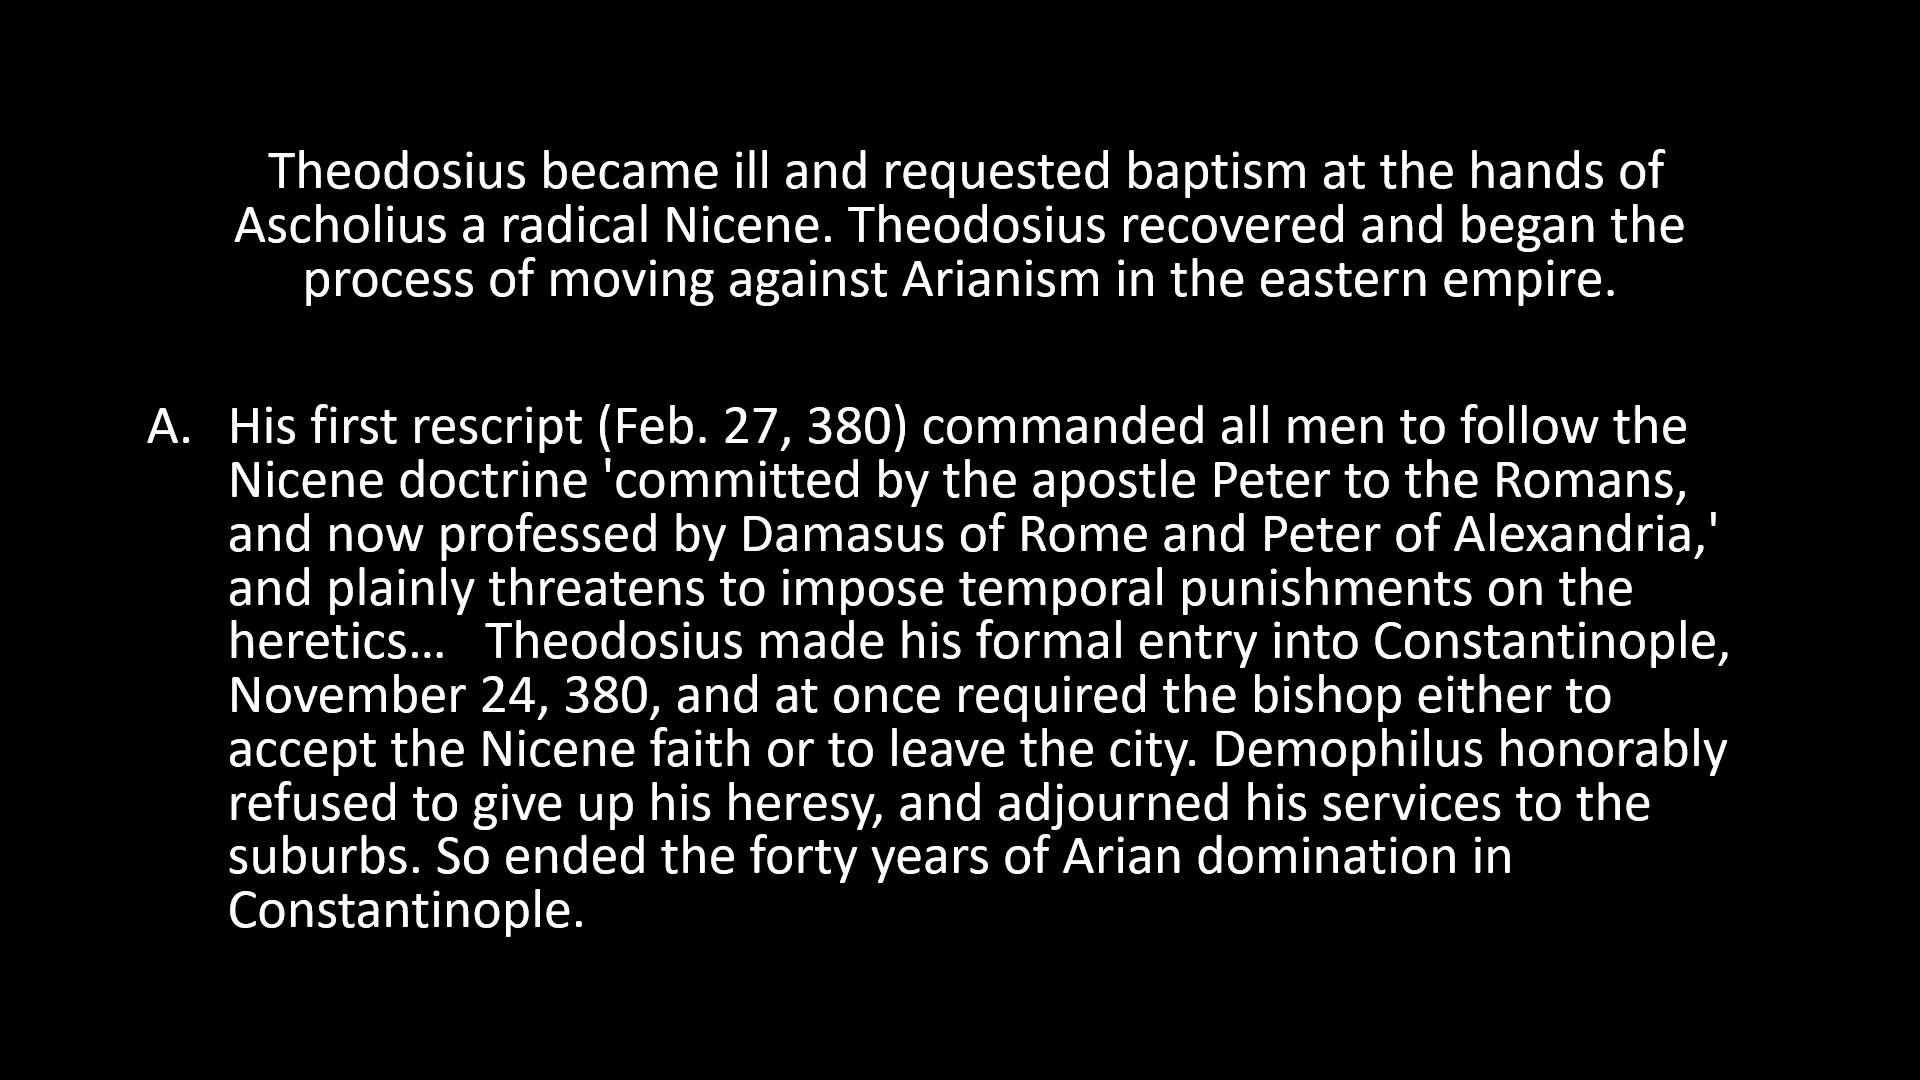 Theodosius became ill and requested baptism at the hands of
Ascholius a radical Nicene. Theodosius recovered and began the
process of moving against Arianism in the eastern empire.
A. His first rescript (Feb. 27, 380) commanded all men to follow the
Nicene doctrine 'committed by the apostle Peter to the Romans,
and now professed by Damasus of Rome and Peter of Alexandria,'
and plainly threatens to impose temporal punishments on the
heretics... Theodosius made his formal entry into Constantinople,
November 24, 380, and at once required the bishop either to
accept the Nicene faith or to leave the city. Demophilus honorably
refused to give up his heresy, and adjourned his services to the
suburbs. So ended the forty years of Arian domination in
Constantinople.